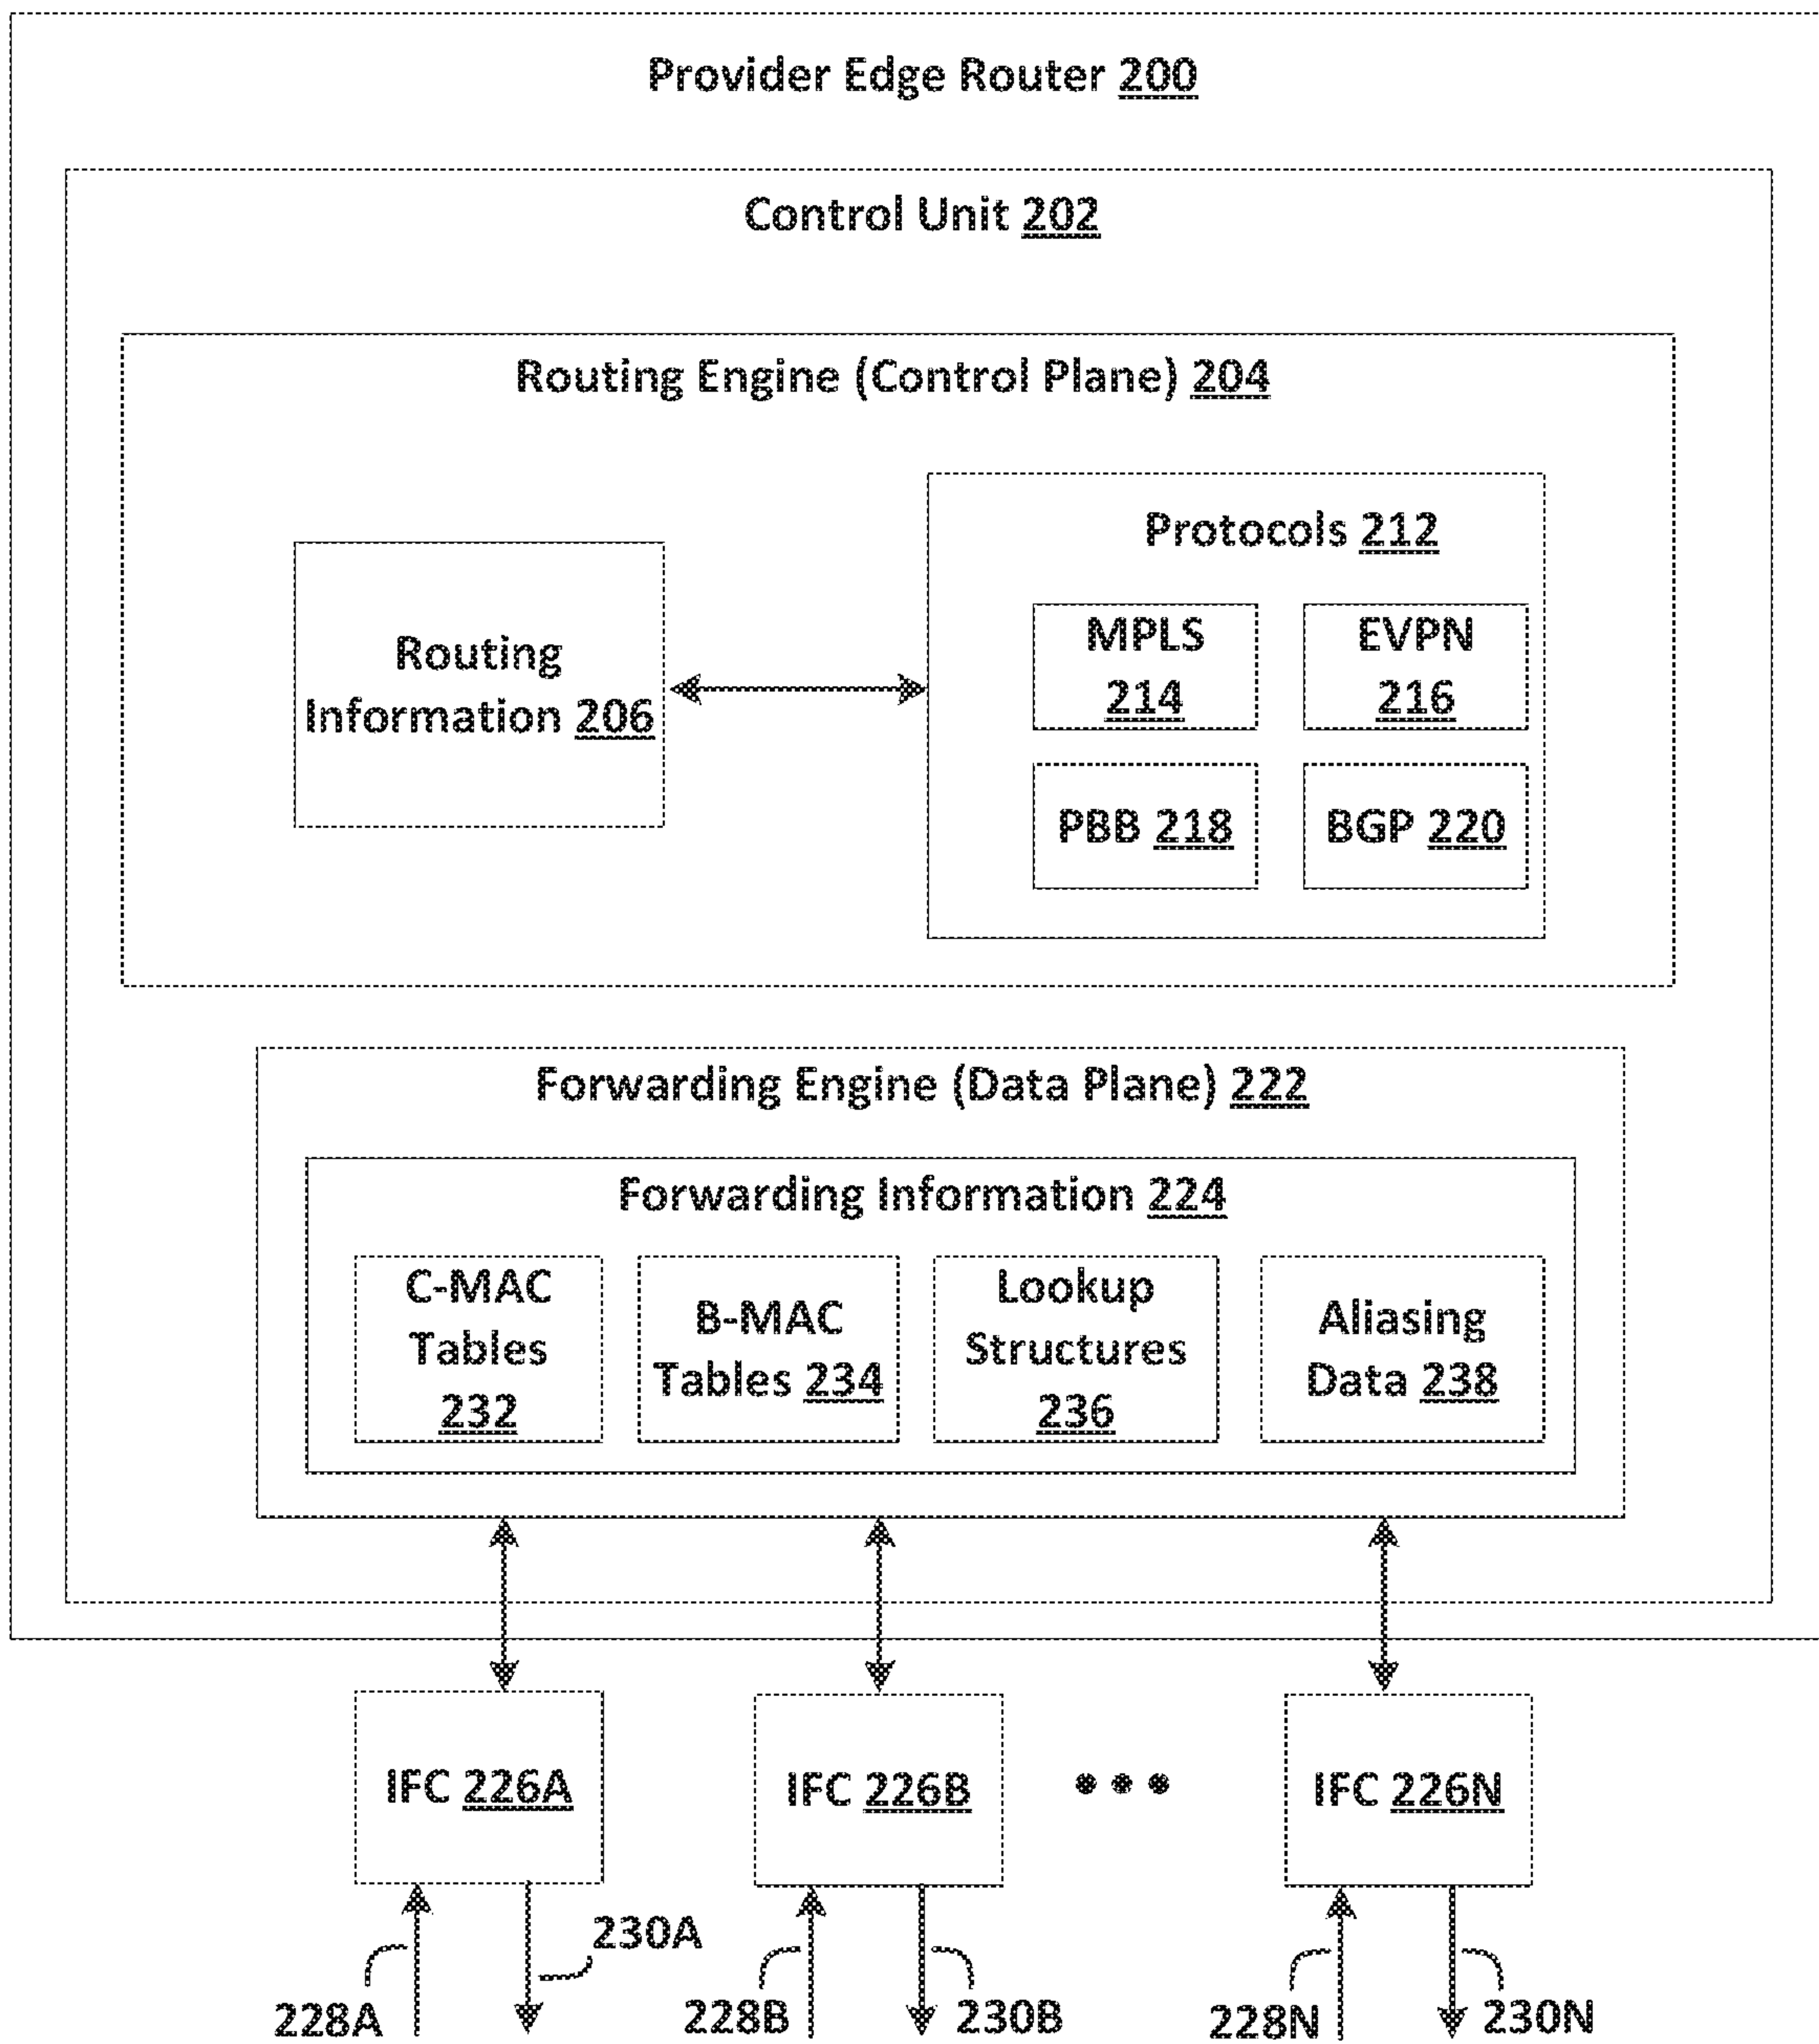 Provider Edge Router 200
Control Unit 202
Routing Engine (Control Plane) 204
Routing
Information 206
Protocols 212
MPLS
214
EVPN
216
PBB 218
BGP 220
Forwarding Engine (Data Plane) 222
Forwarding Information 224
C-MAC
Tables
232
B-MAC
Tables 234
Lookup
Structures
236
Aliasing
Data 238
IFC 226A
IFC 226B
IFC 226N
228A
230A
228B
230B
228N
230N